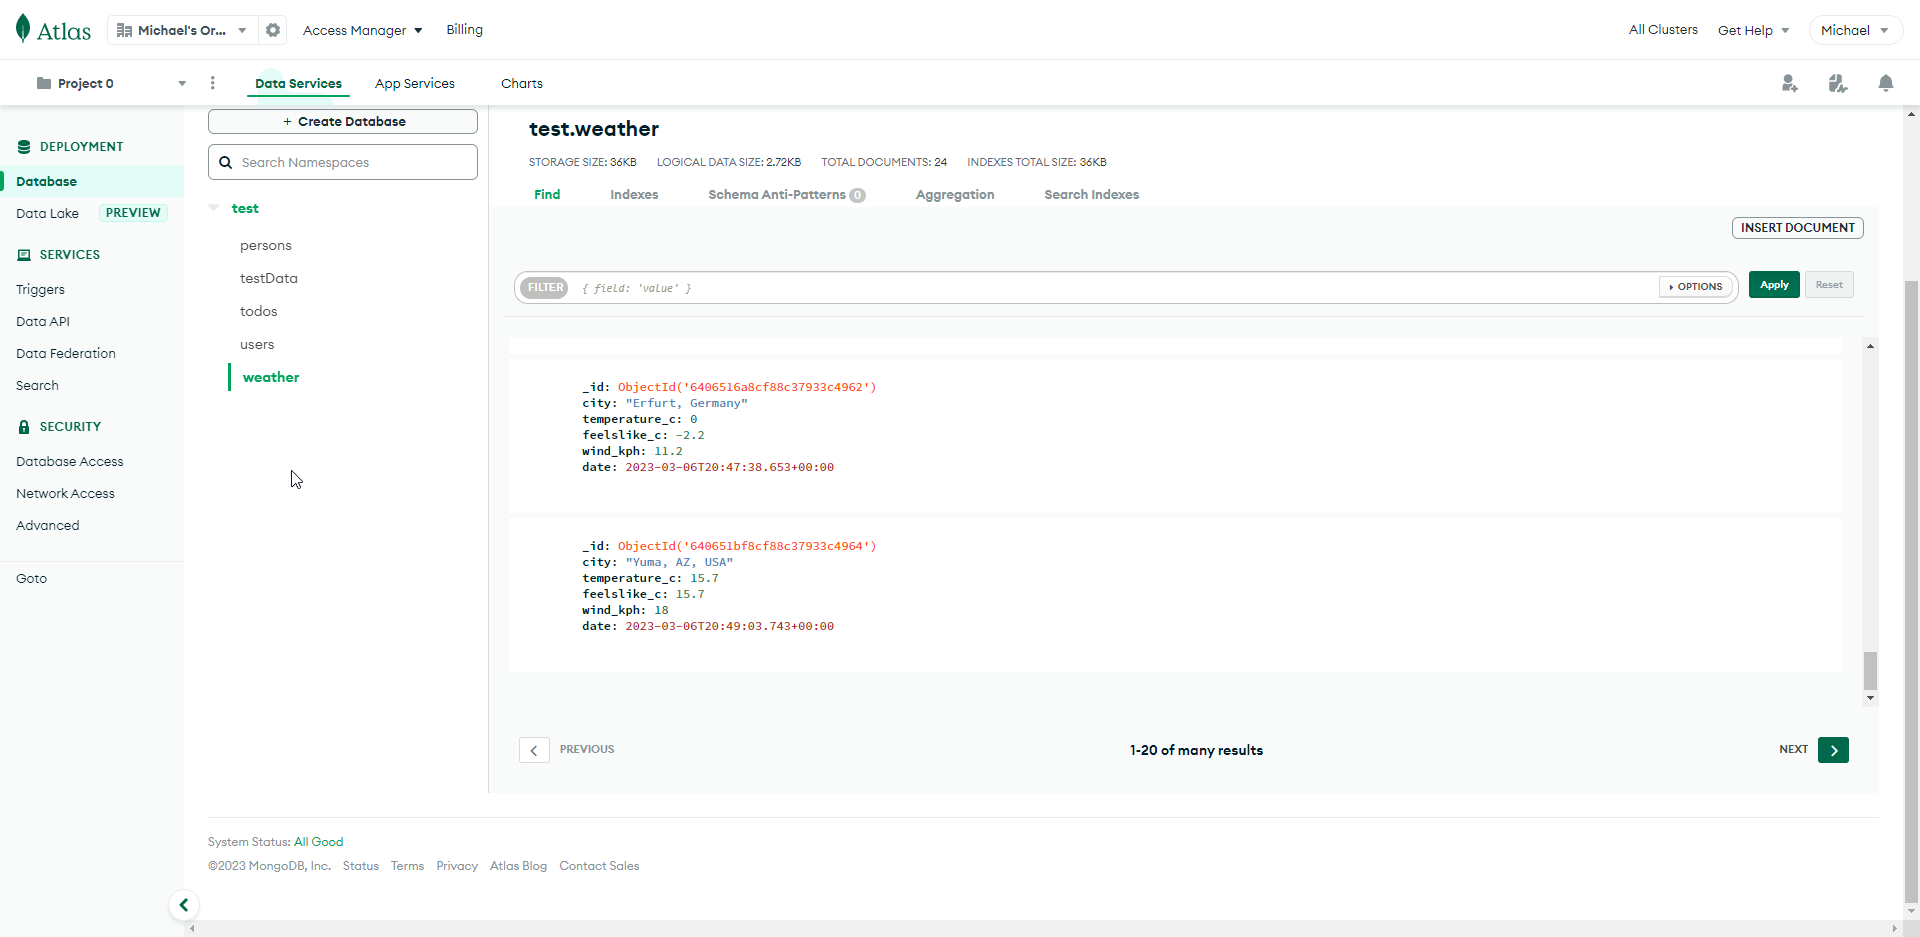 Atlas
Michael's Or...
Access Manager
Billing
All Clusters
Get Help
Michael
Project 0
Data Services
App Services
Charts
DEPLOYMENT
Database
Data Lake PREVIEW
SERVICES
Triggers
Data API
Data Federation
Search
SECURITY
Database Access
Network Access
Advanced
Goto
+ Create Database
Search Namespaces
test
persons
testData
todos
users
weather
test.weather
STORAGE SIZE: 36KB LOGICAL DATA SIZE: 2.72KB TOTAL DOCUMENTS: 24 INDEXES TOTAL SIZE: 36KB
Find Indexes Schema Anti-Patterns 0 Aggregation Search Indexes
INSERT DOCUMENT
FILTER { field: 'value' } OPTIONS Apply Reset
_id: ObjectId('6406516a8cf88c37933c4962')
city: "Erfurt, Germany"
temperature_c: 0
feelslike_c: -2.2
wind_kph: 11.2
date: 2023-03-06T20:47:38.653+00:00
_id: ObjectId('640651bf8cf88c37933c4964')
city: "Yuma, AZ, USA"
temperature_c: 15.7
feelslike_c: 15.7
wind_kph: 18
date: 2023-03-06T20:49:03.743+00:00
PREVIOUS 1-20 of many results NEXT
System Status: All Good
©2023 MongoDB, Inc. Status Terms Privacy Atlas Blog Contact Sales